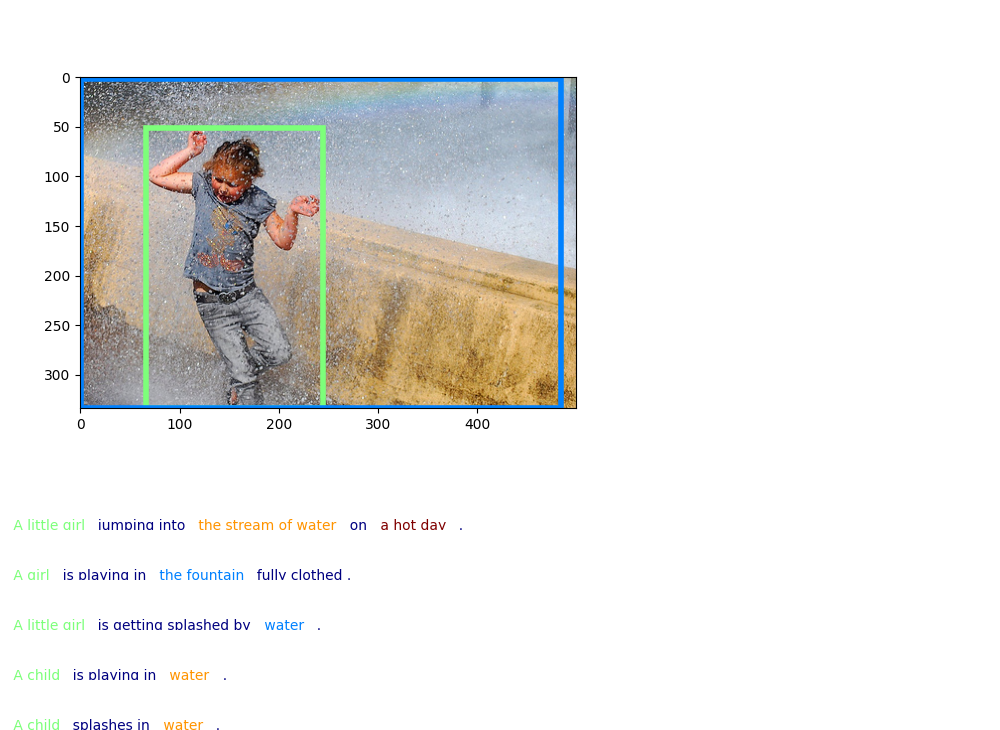 0
50
100
150
200
250
300
0 100 200 300 400
A little girl jumping into the stream of water on a hot day .
A girl is playing in the fountain fully clothed .
A little girl is getting splashed by water .
A child is playing in water .
A child splashes in water .